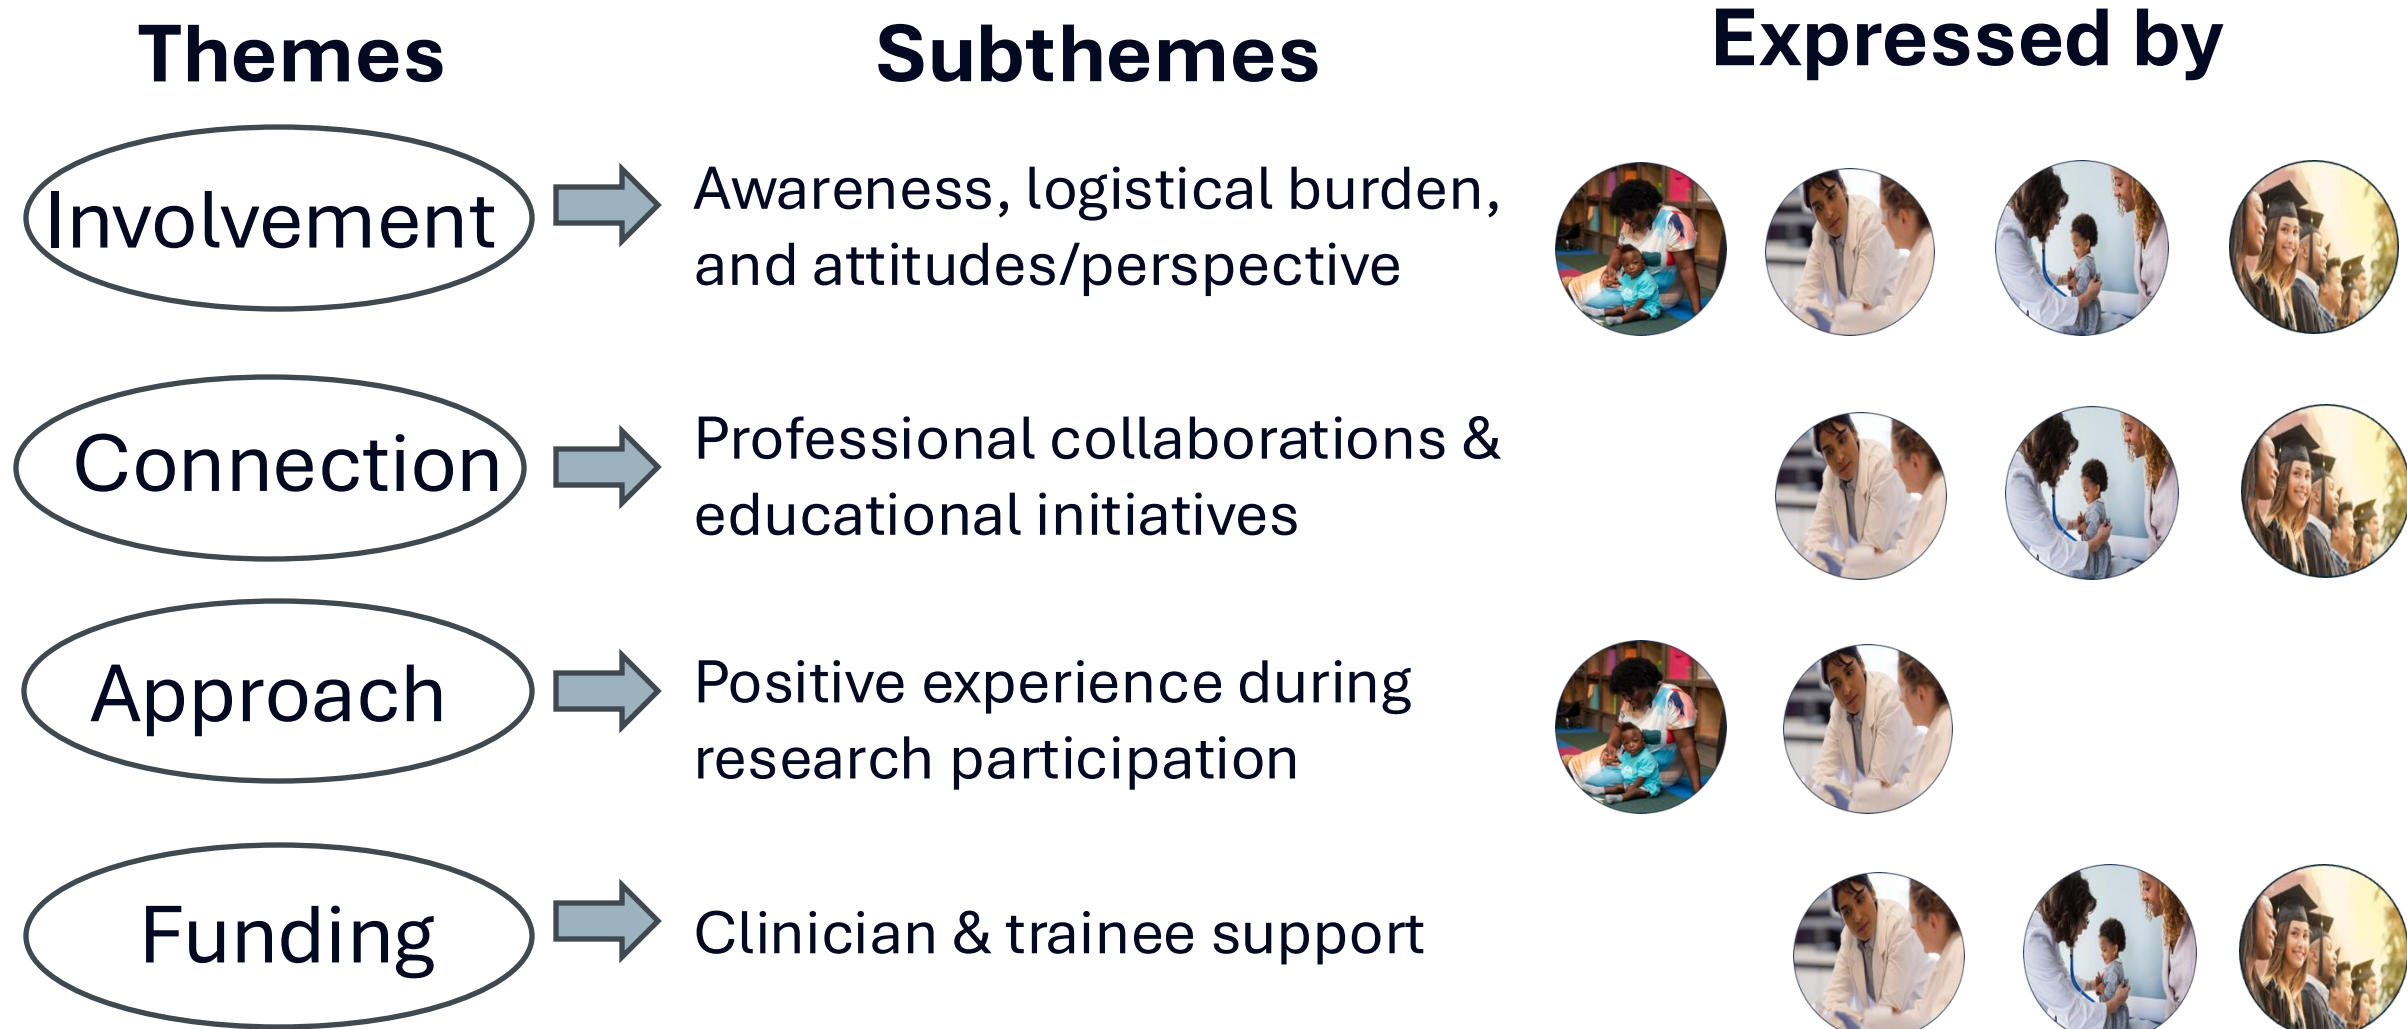 Themes
Subthemes
Expressed by
Involvement
Awareness, logistical burden,
and attitudes/perspective
Connection
Professional collaborations &
educational initiatives
Approach
Positive experience during
research participation
Funding
Clinician & trainee support